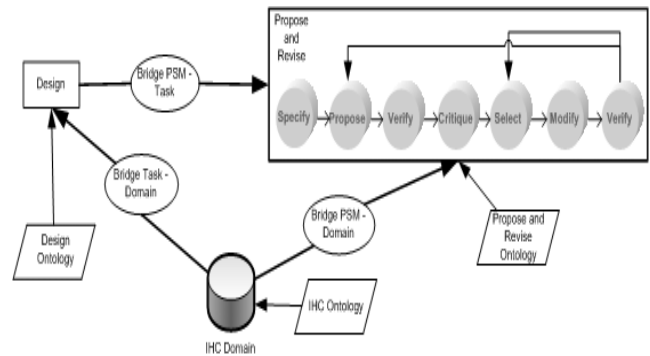 Propose
and
Revise
Design
Bridge PSM -
Task
Specify
Propose
Verify
Critique
Select
Modify
Verify
Bridge Task -
Domain
Bridge PSM -
Domain
Design
Ontology
Propose and
Revise
Ontology
IHC Ontology
IHC Domain